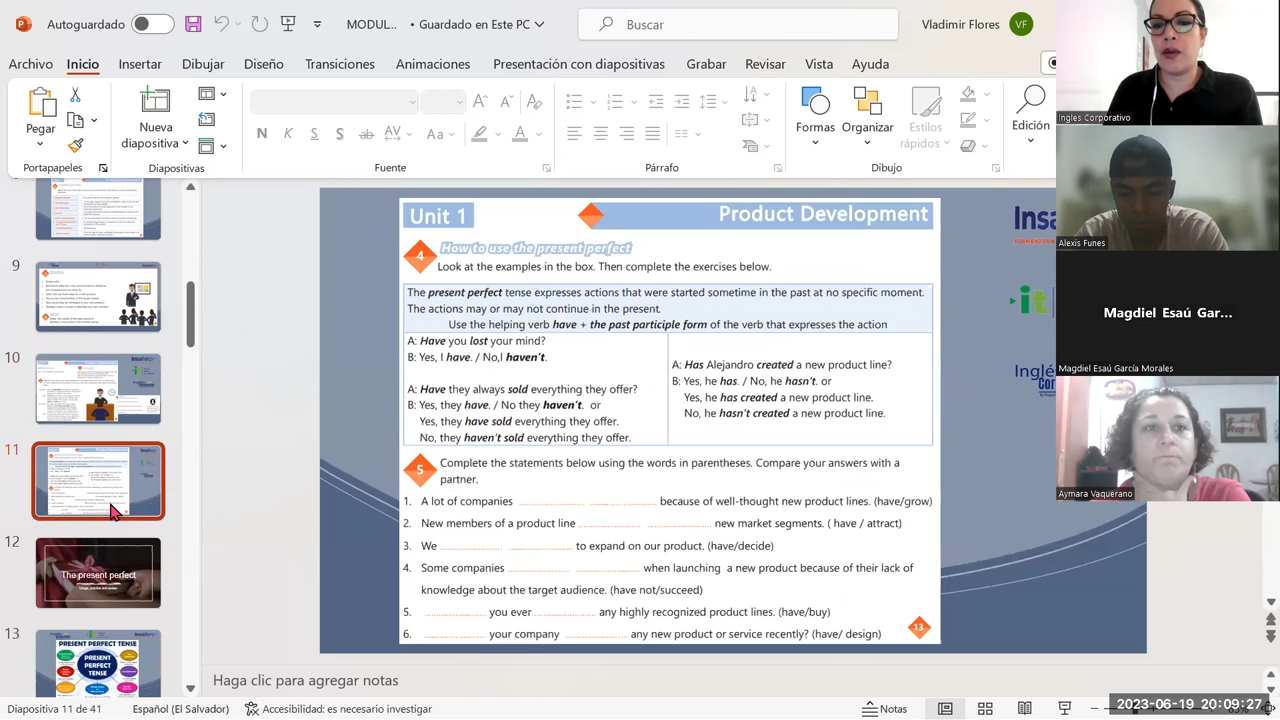 Autoguardado
MODUL... • Guardado en Este PC
Buscar
Vladimir Flores
VF
Archivo Inicio Insertar Dibujar Diseño Transiciones Animaciones Presentación con diapositivas Grabar Revisar Vista Ayuda
Pegar
Nueva diapositiva
Formas
Organizar
Estilos rápidos
Edición
N K S
Aa
Portapapeles
Diapositivas
Fuente
Párrafo
Dibujo
Ingles Corporativo
Alexis Funes
Magdiel Esaú Gar...
Magdiel Esaú García Morales
Aymara Vaquerano
9
10
11
12
The present perfect
13
PRESENT PERFECT TENSE
PRESENT PERFECT TENSE
Unit 1
Product Development
4
How to use the present perfect
Look at the examples in the box. Then complete the exercises below.
The present perfect tense expresses actions that were started sometime in the past at no specific moment.
The actions may or may not continue in the present.
Use the helping verb have + the past participle form of the verb that expresses the action
A: Have you lost your mind?
B: Yes, I have. / No,I haven't.
A: Have they always sold everything they offer?
B: Yes, they have. / No they haven't. or
Yes, they have sold everything they offer.
No, they haven't sold everything they offer.
A: Has Alejandro created a new product line?
B: Yes, he has. / No, he hasn't. or
Yes, he has created a new product line.
No, he hasn't created a new product line.
5
Complete the statements below using the words in parentheses. Compare your answers with a
partner.
1. A lot of companies because of well-thought new product lines. (have/grow)
2. New members of a product line new market segments. ( have / attract)
3. We to expand on our product. (have/decide)
4. Some companies when launching a new product because of their lack of
knowledge about the target audience. (have not/succeed)
5. you ever any highly recognized product lines. (have/buy)
6. your company any new product or service recently? (have/ design)
13
Insa
it
Inglé
Cor
Haga clic para agregar notas
Diapositiva 11 de 41
Español (El Salvador)
Accesibilidad: es necesario investigar
Notas
2023-06-19 20:09:27